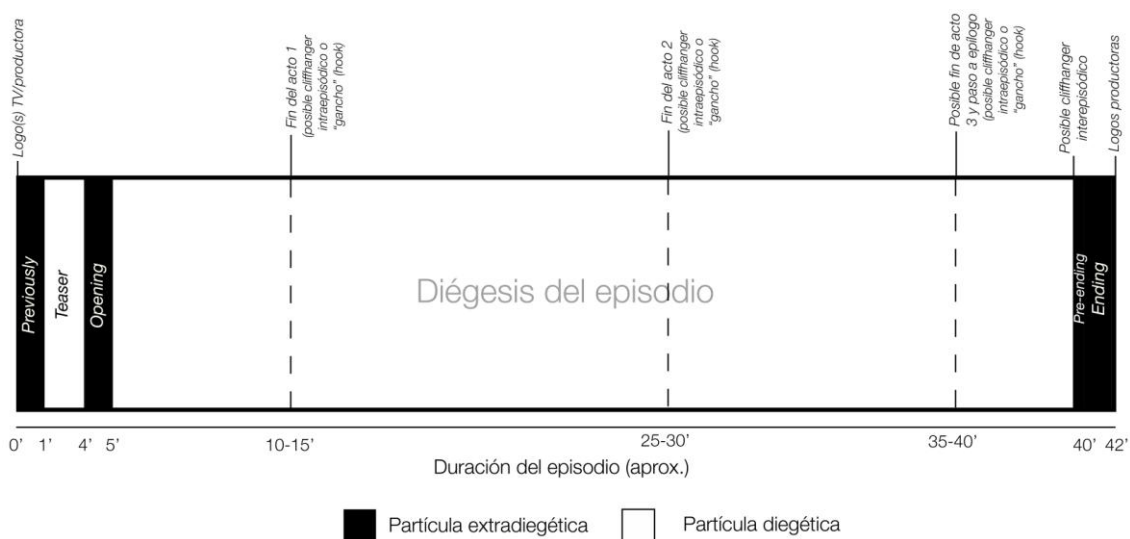 Logo(s) TV/productora
Fin del acto 1
(posible cliffhanger
intraepisódico o
“gancho” (hook)
Fin del acto 2
(posible cliffhanger
intraepisódico o
“gancho” (hook)
Posible fin de acto
3 y paso a epílogo
(posible cliffhanger
intraepisódico o
“gancho” (hook)
Posible cliffhanger
interepisódico
Logos productoras
Previously
Teaser
Opening
Diégesis del episodio
Pre-ending
Ending
0’ 1’ 4’ 5’ 10-15’ 25-30’ 35-40’ 40’ 42’
Duración del episodio (aprox.)
Partícula extradiegética Partícula diegética